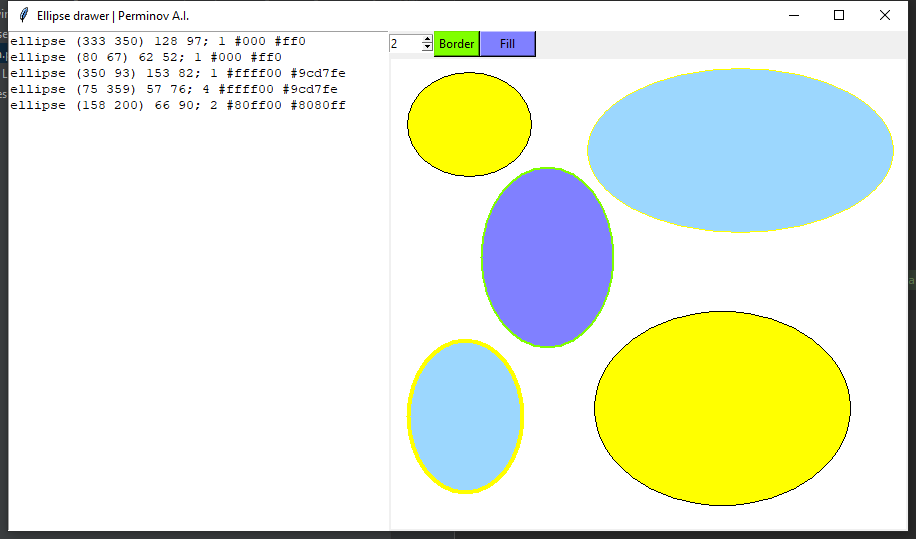 Ellipse drawer | Perminov A.I.
ellipse (333 350) 128 97; 1 #000 #ff0
ellipse (80 67) 62 52; 1 #000 #ff0
ellipse (350 93) 153 82; 1 #ffff00 #9cd7fe
ellipse (75 359) 57 76; 4 #ffff00 #9cd7fe
ellipse (158 200) 66 90; 2 #80ff00 #8080ff
2 Border Fill